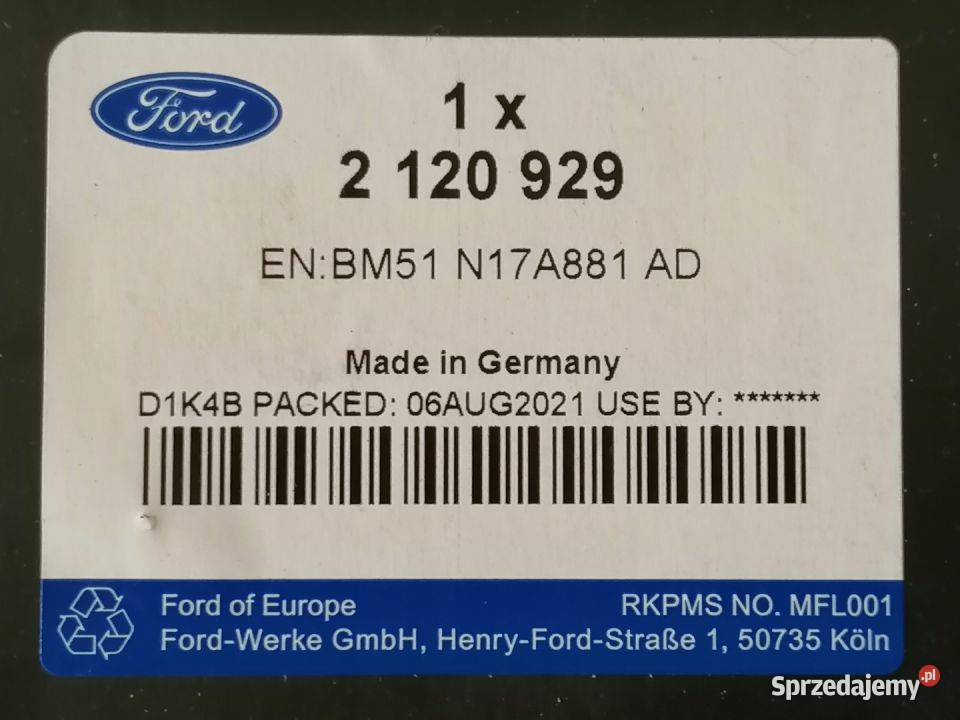 Ford
1 x
2 120 929
EN:BM51 N17A881 AD
Made in Germany
D1K4B PACKED: 06AUG2021 USE BY: *******
Ford of Europe
RKPMS NO. MFL001
Ford-Werke GmbH, Henry-Ford-Straße 1, 50735 Köln
Sprzedajemy.pl